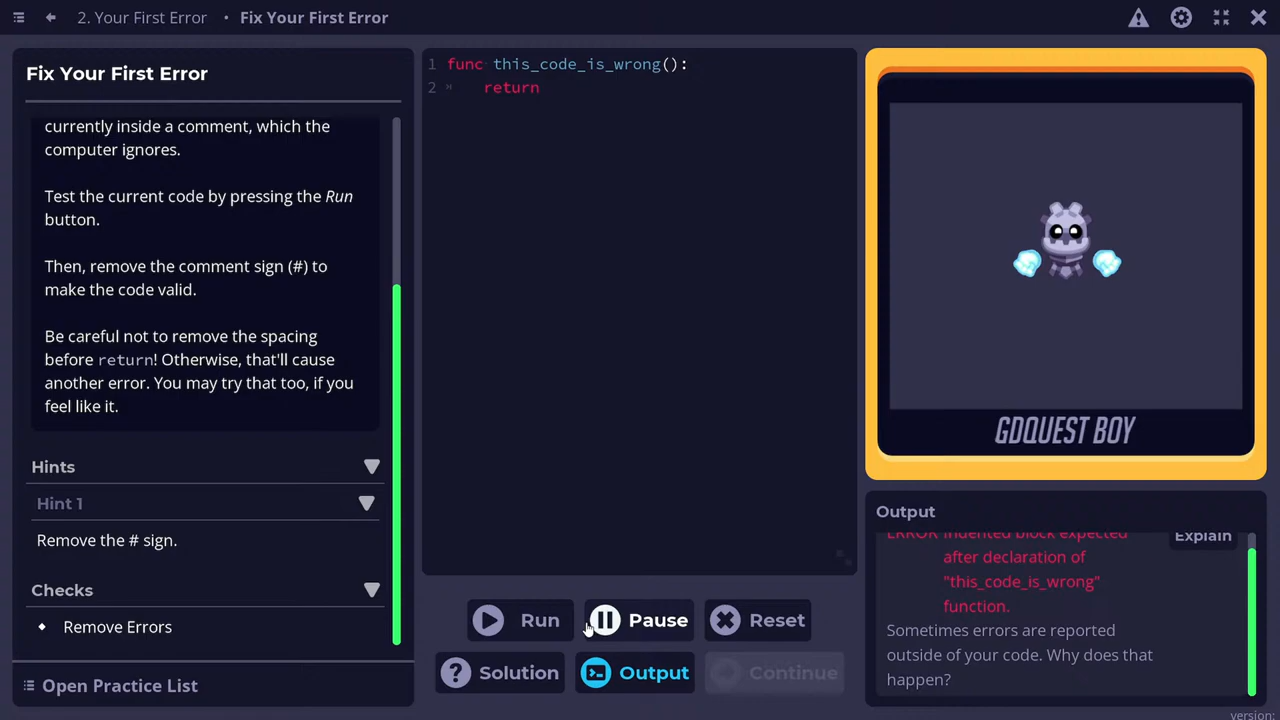 2. Your First Error • Fix Your First Error
Fix Your First Error
currently inside a comment, which the
computer ignores.
Test the current code by pressing the Run
button.
Then, remove the comment sign (#) to
make the code valid.
Be careful not to remove the spacing
before return! Otherwise, that'll cause
another error. You may try that too, if you
feel like it.
Hints
Hint 1
Remove the # sign.
Checks
Remove Errors
Open Practice List
1 func this_code_is_wrong():
2 » return
Run
Pause
Reset
Solution
Output
Continue
GDQUEST BOY
Output
ERROR Indented block expected
after declaration of
"this_code_is_wrong"
function.
Explain
Sometimes errors are reported
outside of your code. Why does that
happen?
version: